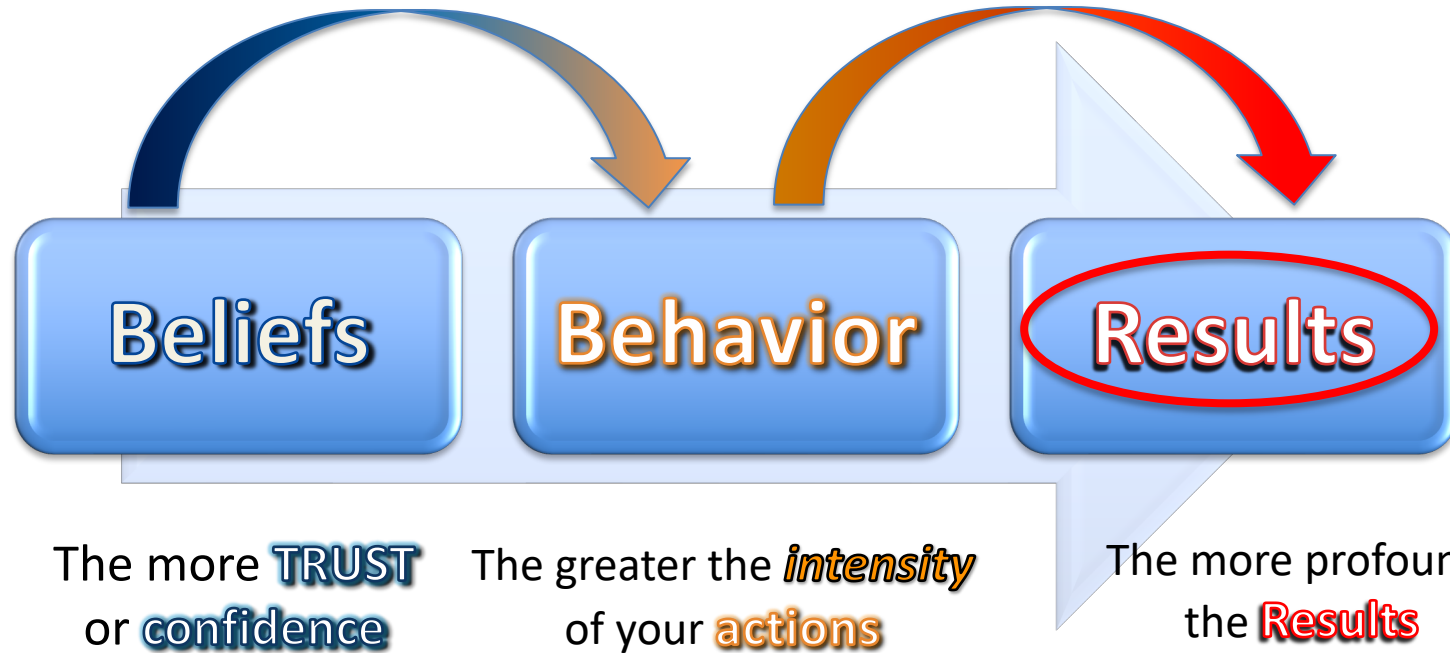 Beliefs
Behavior
Results
The more TRUST
or confidence
The greater the intensity
of your actions
The more profoun
the Results